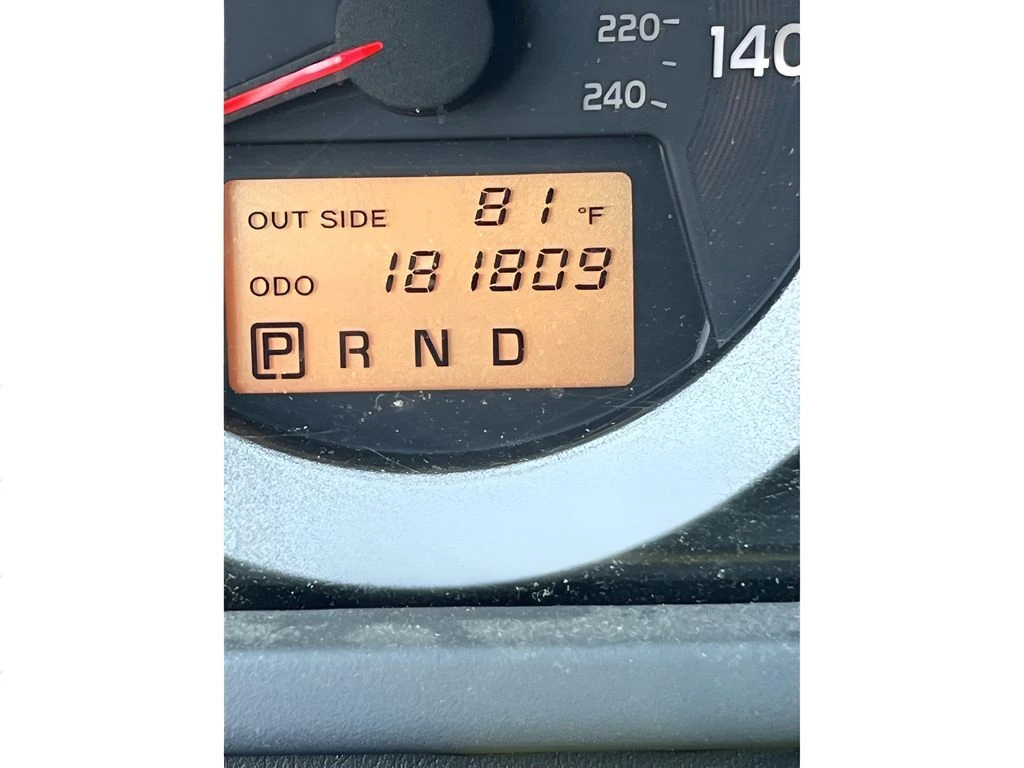 220
140
240
OUT SIDE 81 °F
ODO 181809
P R N D